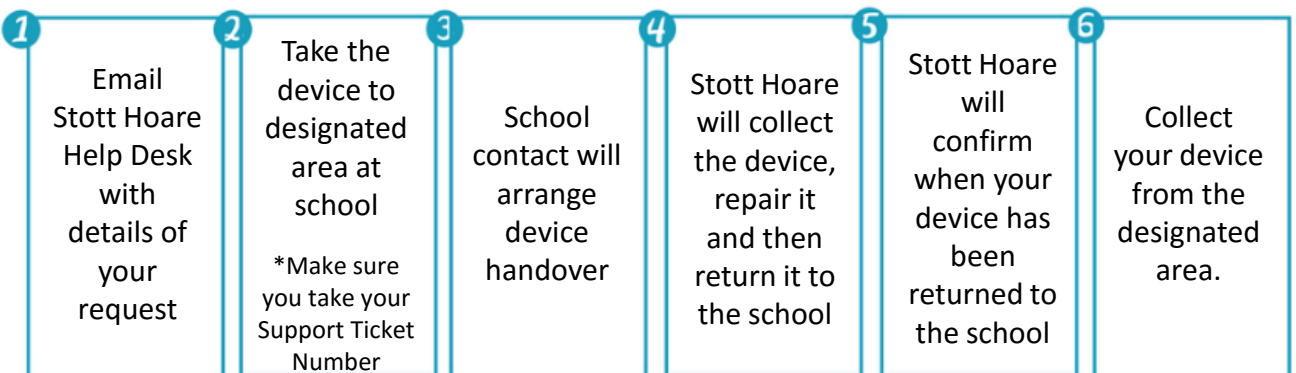 1
Email
Stott Hoare
Help Desk
with
details of
your
request
2
Take the
device to
designated
area at
school
*Make sure
you take your
Support Ticket
Number
3
School
contact will
arrange
device
handover
4
Stott Hoare
will collect
the device,
repair it
and then
return it to
the school
5
Stott Hoare
will
confirm
when your
device has
been
returned to
the school
6
Collect
your device
from the
designated
area.